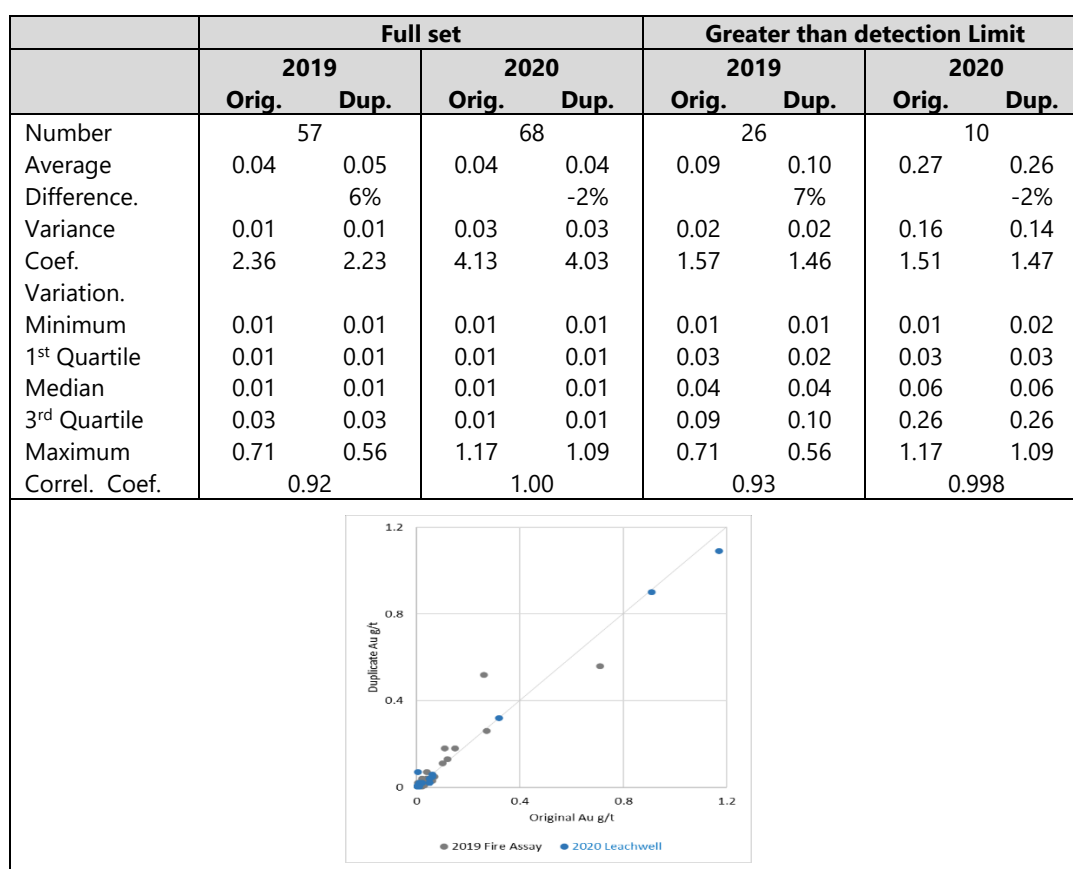 Full set Greater than detection Limit
2019 2020 2019 2020
Orig. Dup. Orig. Dup. Orig. Dup. Orig. Dup.
Number 57 68 26 10
Average 0.04 0.05 0.04 0.04 0.09 0.10 0.27 0.26
Difference. 6% -2% 7% -2%
Variance 0.01 0.01 0.03 0.03 0.02 0.02 0.16 0.14
Coef. 2.36 2.23 4.13 4.03 1.57 1.46 1.51 1.47
Variation.
Minimum 0.01 0.01 0.01 0.01 0.01 0.01 0.01 0.02
1st Quartile 0.01 0.01 0.01 0.01 0.03 0.02 0.03 0.03
Median 0.01 0.01 0.01 0.01 0.04 0.04 0.06 0.06
3rd Quartile 0.03 0.03 0.01 0.01 0.09 0.10 0.26 0.26
Maximum 0.71 0.56 1.17 1.09 0.71 0.56 1.17 1.09
Correl. Coef. 0.92 1.00 0.93 0.998
1.2
0.8
Duplicate Au g/t
0.4
0
0 0.4 0.8 1.2
Original Au g/t
2019 Fire Assay 2020 Leachwell